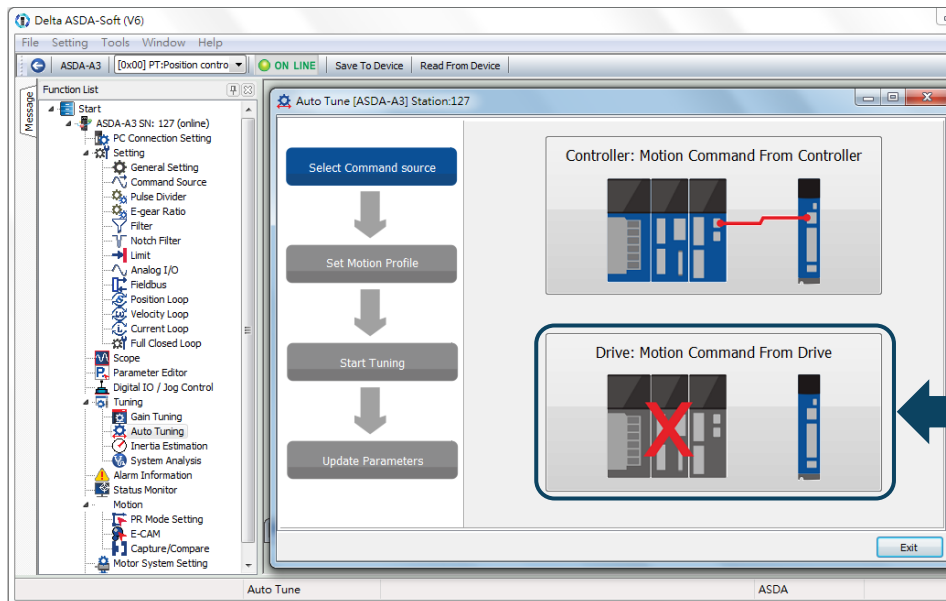 Delta ASDA-Soft (V6)
File Setting Tools Window Help
ASDA-A3 [0x00] PT:Position contro ON LINE Save To Device Read From Device
Message
Function List
Start
ASDA-A3 SN: 127 (online)
PC Connection Setting
Setting
General Setting
Command Source
Pulse Divider
E-gear Ratio
Filter
Notch Filter
Limit
Analog I/O
Fieldbus
Position Loop
Velocity Loop
Current Loop
Full Closed Loop
Scope
Parameter Editor
Digital IO / Jog Control
Tuning
Gain Tuning
Auto Tuning
Inertia Estimation
System Analysis
Alarm Information
Status Monitor
Motion
PR Mode Setting
E-CAM
Capture/Compare
Motor System Setting
Auto Tune [ASDA-A3] Station:127
Select Command source
Set Motion Profile
Start Tuning
Update Parameters
Controller: Motion Command From Controller
Drive: Motion Command From Drive
Exit
Auto Tune
ASDA